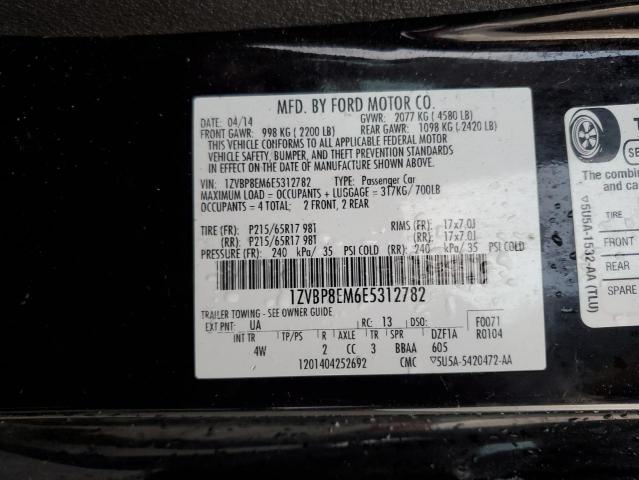 MFD. BY FORD MOTOR CO.
DATE: 04/14 GVWR: 2077 KG ( 4580 LB)
FRONT GAWR: 998 KG ( 2200 LB) REAR GAWR: 1098 KG ( 2420 LB)
THIS VEHICLE CONFORMS TO ALL APPLICABLE FEDERAL MOTOR
VEHICLE SAFETY, BUMPER, AND THEFT PREVENTION STANDARDS
IN EFFECT ON THE DATE OF MANUFACTURE SHOWN ABOVE.
VIN: 1ZVBP8EM6E5312782 TYPE: Passenger Car
MAXIMUM LOAD = OCCUPANTS + LUGGAGE = 317KG/ 700LB
OCCUPANTS = 4 TOTAL: 2 FRONT, 2 REAR
TIRE (FR): P215/65R17 98T RIMS (FR): 17x7.0J
(RR): P215/65R17 98T (RR): 17x7.0J
PRESSURE (FR): 240 kPa/ 35 PSI COLD (RR): 240 kPa/ 35 PSI COLD
1ZVBP8EM6E5312782
TRAILER TOWING - SEE OWNER GUIDE
EXT PNT: UA RC: 13 DSO: F0071
INT TR TP/PS R AXLE TR SPR DZF1A R0104
4W 2 CC 3 BBAA 605
1201404252692 CMC ▽5U5A-5420472-AA
SE
The combine
and ca
TIRE
FRONT
REAR
SPARE
▽5U5A-1532-AA (TLU)